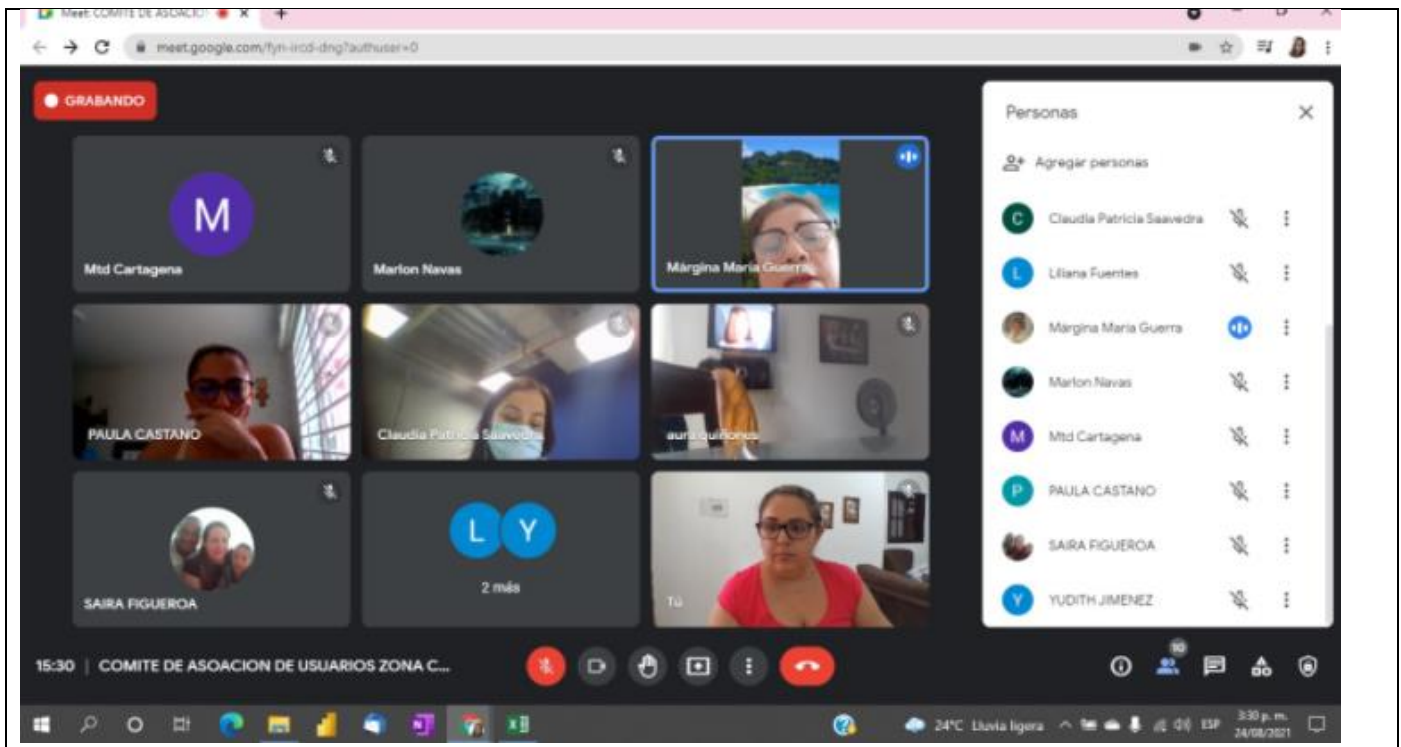 Meet: COMITE DE ASOACIO
meet.google.com/fyn-ircd-dng?authuser=0
GRABANDO
M
Mtd Cartagena
Marlon Navas
Márgina Maria Guerra
PAULA CASTANO
Claudia Patricia Saavedra
aura quiñones
SAIRA FIGUEROA
L Y
2 más
Tú
Personas
Agregar personas
C Claudia Patricia Saavedra
L Liliana Fuentes
Márgina Maria Guerra
Marlon Navas
M Mtd Cartagena
P PAULA CASTANO
SAIRA FIGUEROA
Y YUDITH JIMENEZ
15:30 | COMITE DE ASOACION DE USUARIOS ZONA C...
10
24°C Lluvia ligera
ESP
3:30 p. m.
24/08/2021